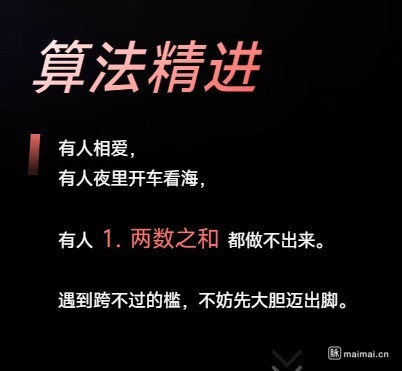 算法精进
有人相爱，
有人夜里开车看海，
有人 1. 两数之和 都做不出来。
遇到跨不过的槛，不妨先大胆迈出脚。
脉 maimai.cn